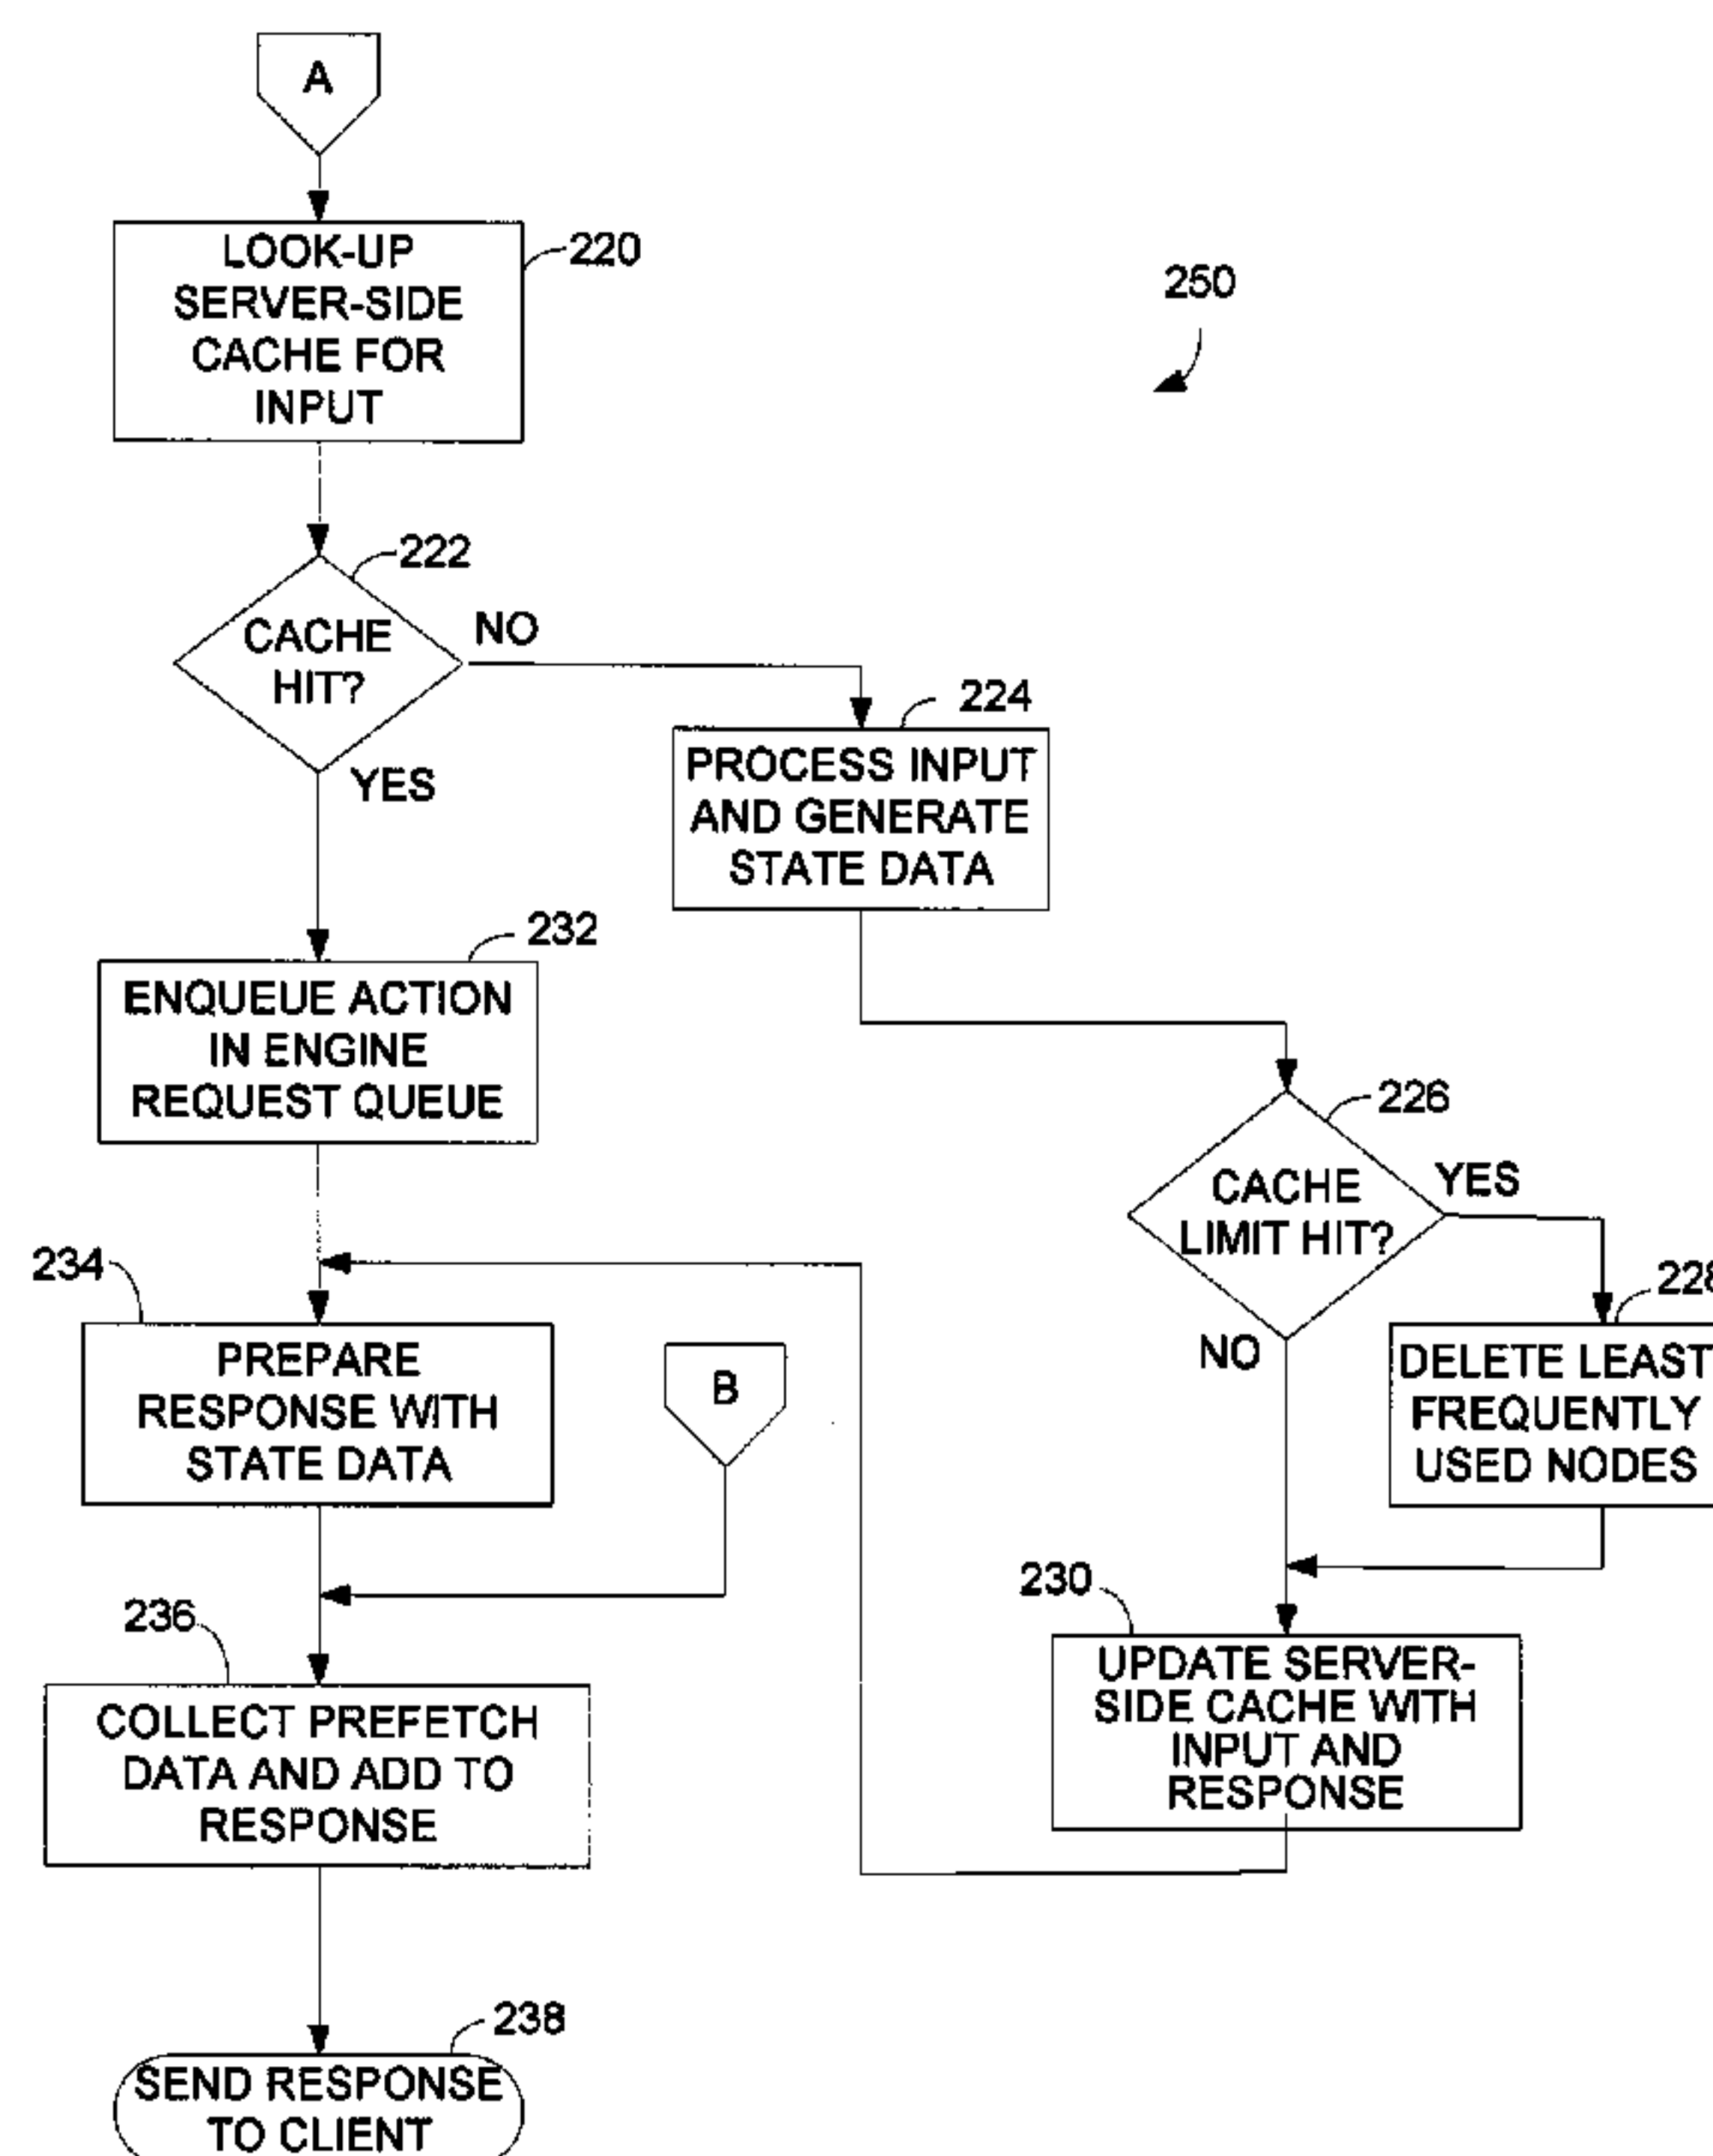 A
LOOK-UP
SERVER-SIDE
CACHE FOR
INPUT
220
250
222
CACHE
HIT?
NO
YES
224
PROCESS INPUT
AND GENERATE
STATE DATA
232
ENQUEUE ACTION
IN ENGINE
REQUEST QUEUE
226
CACHE
LIMIT HIT?
YES
NO
228
DELETE LEAST
FREQUENTLY
USED NODES
234
PREPARE
RESPONSE WITH
STATE DATA
B
230
UPDATE SERVER-
SIDE CACHE WITH
INPUT AND
RESPONSE
236
COLLECT PREFETCH
DATA AND ADD TO
RESPONSE
238
SEND RESPONSE
TO CLIENT